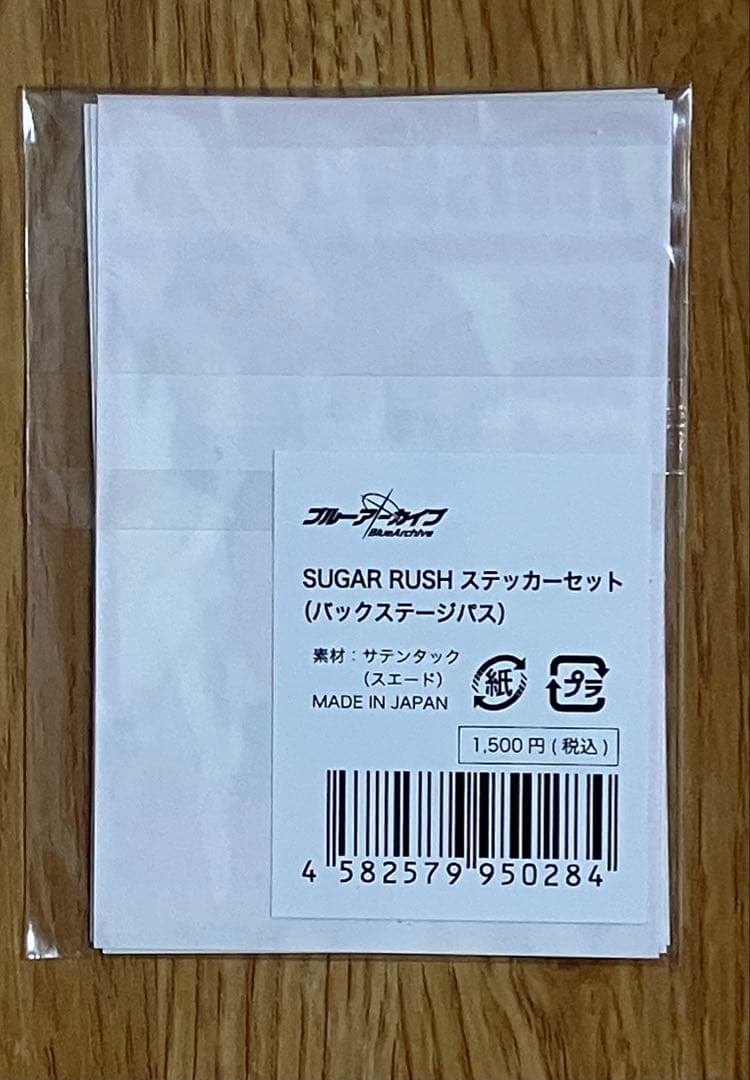 ブルーアーカイブ
BlueArchive
SUGAR RUSH ステッカーセット
（バックステージパス）
素材：サテンタック
（スエード）
MADE IN JAPAN
紙
プラ
1,500円(税込)
4 582579 950284